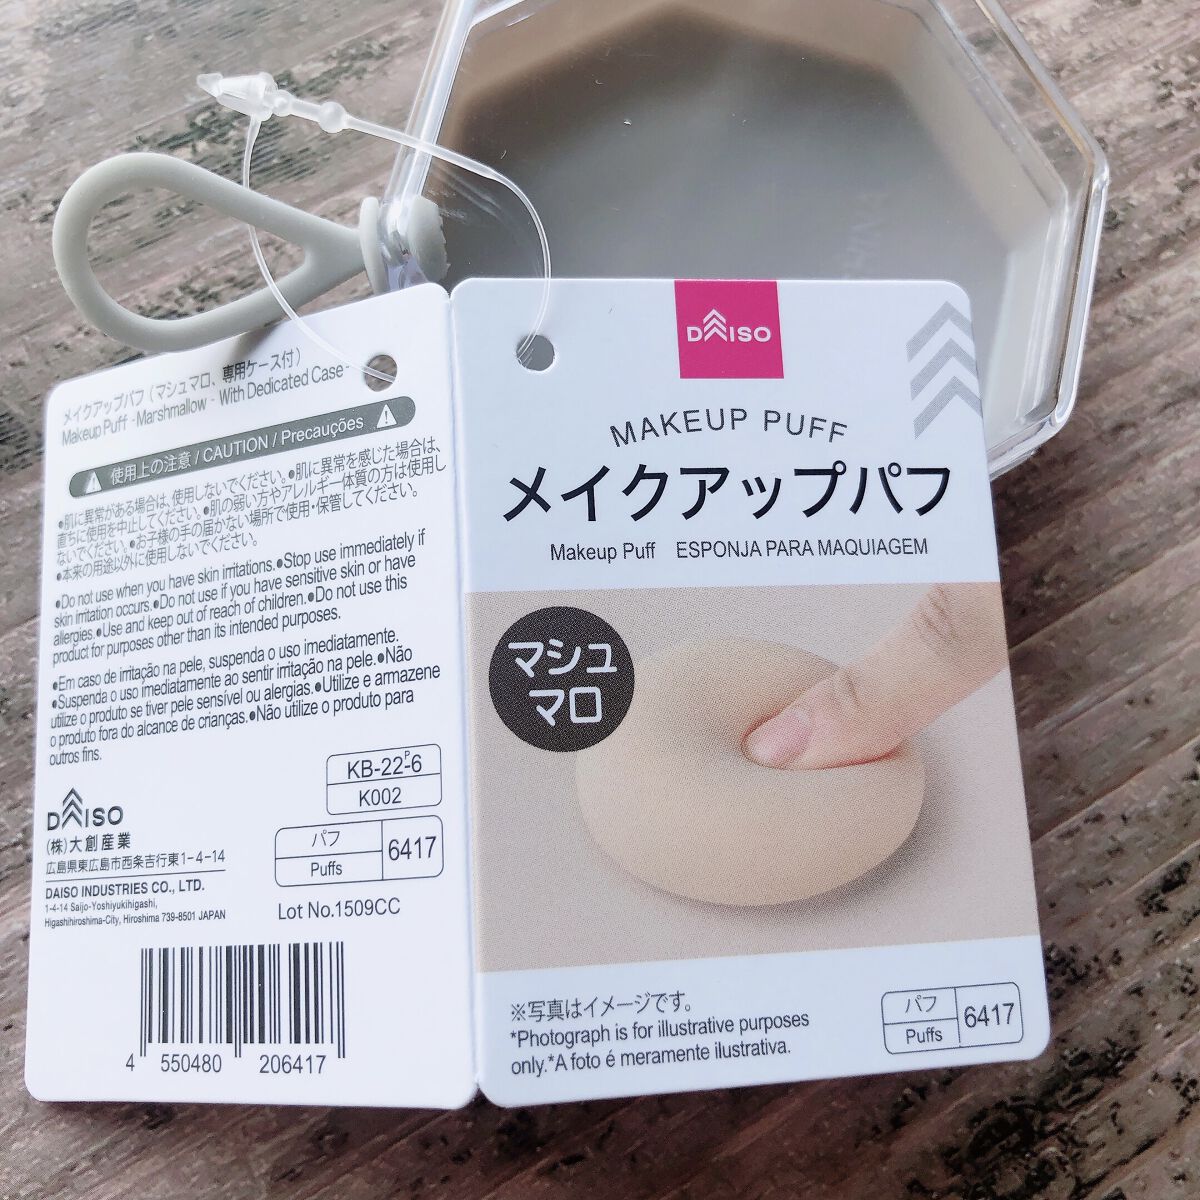 メイクアップパフ(マシュマロ、専用ケース付)
Makeup Puff - Marshmallow - With Dedicated Case -
使用上の注意 / CAUTION / Precauções
●肌に異常がある場合は、使用しないでください。●肌に異常を感じた場合は、
直ちに使用を中止してください。●肌の弱い方やアレルギー体質の方は使用し
ないでください。●お子様の手の届かない場所で使用・保管してください。
●本来の用途以外に使用しないでください。
●Do not use when you have skin irritations.●Stop use immediately if
skin irritation occurs.●Do not use if you have sensitive skin or have
allergies.●Use and keep out of reach of children.●Do not use this
product for purposes other than its intended purposes.
●Em caso de irritação na pele, suspenda o uso imediatamente.
●Suspenda o uso imediatamente ao sentir irritação na pele.●Não
utilize o produto se tiver pele sensível ou alergias.●Utilize e armazene
o produto fora do alcance de crianças.●Não utilize o produto para
outros fins.
KB-22-P6
K002
DAISO
(株)大創産業
広島県東広島市西条吉行東1-4-14
DAISO INDUSTRIES CO., LTD.
1-4-14 Saijo-Yoshiyukihigashi,
Higashihiroshima-City, Hiroshima 739-8501 JAPAN
パフ
Puffs
6417
Lot No.1509CC
4 550480 206417
DAISO
MAKEUP PUFF
メイクアップパフ
Makeup Puff ESPONJA PARA MAQUIAGEM
マシュ
マロ
※写真はイメージです。
*Photograph is for illustrative purposes
only.*A foto é meramente ilustrativa.
パフ
Puffs
6417